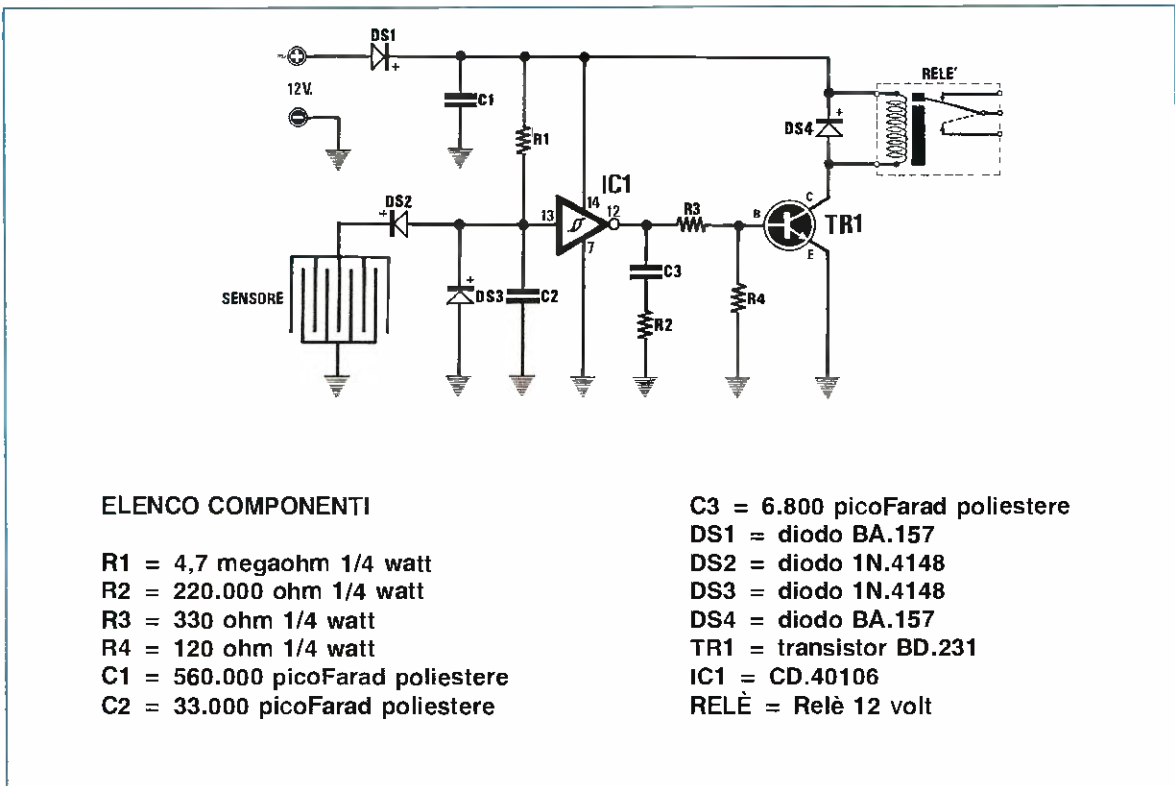 DS1
12V.
C1
R1
RELE'
DS4
DS2
IC1
13
14
12
7
R3
B
C
E
TR1
SENSORE
DS3
C2
C3
R2
R4
ELENCO COMPONENTI
R1 = 4,7 megaohm 1/4 watt
R2 = 220.000 ohm 1/4 watt
R3 = 330 ohm 1/4 watt
R4 = 120 ohm 1/4 watt
C1 = 560.000 picoFarad poliestere
C2 = 33.000 picoFarad poliestere
C3 = 6.800 picoFarad poliestere
DS1 = diodo BA.157
DS2 = diodo 1N.4148
DS3 = diodo 1N.4148
DS4 = diodo BA.157
TR1 = transistor BD.231
IC1 = CD.40106
RELÈ = Relè 12 volt